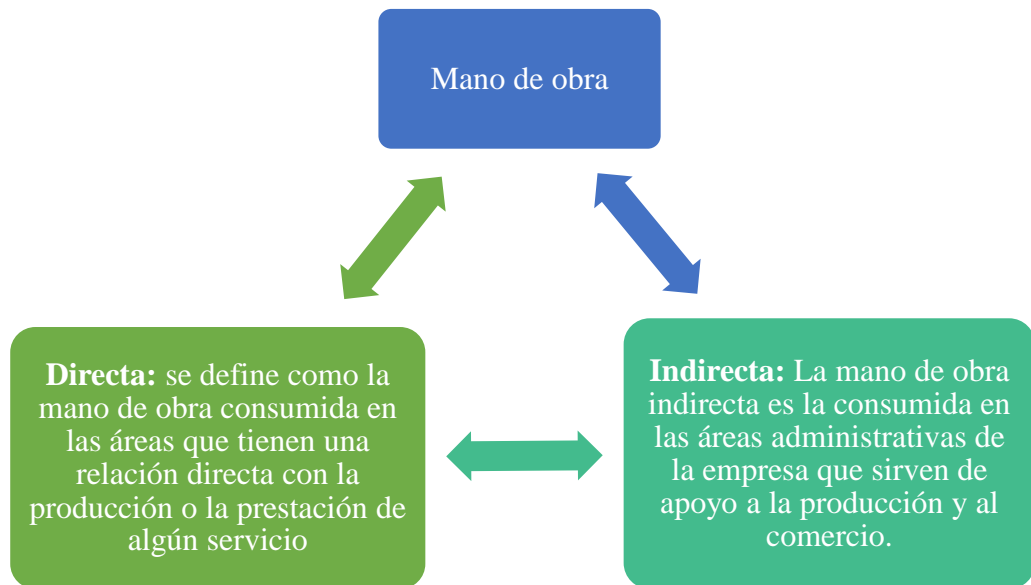 Mano de obra
Directa: se define como la
mano de obra consumida en
las áreas que tienen una
relación directa con la
producción o la prestación de
algún servicio
Indirecta: La mano de obra
indirecta es la consumida en
las áreas administrativas de
la empresa que sirven de
apoyo a la producción y al
comercio.